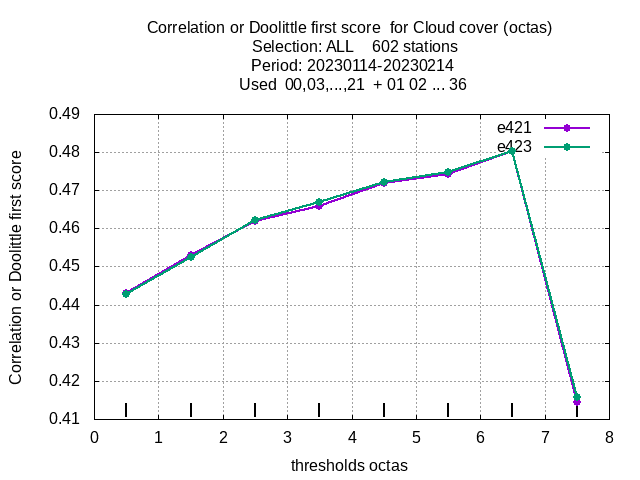 Correlation or Doolittle first score  for Cloud cover (octas)
Selection: ALL    602 stations
Period: 20230114-20230214
Used  00,03,...,21  + 01 02 ... 36
e421
e423
Correlation or Doolittle first score
0.49
0.48
0.47
0.46
0.45
0.44
0.43
0.42
0.41
0 1 2 3 4 5 6 7 8
thresholds octas